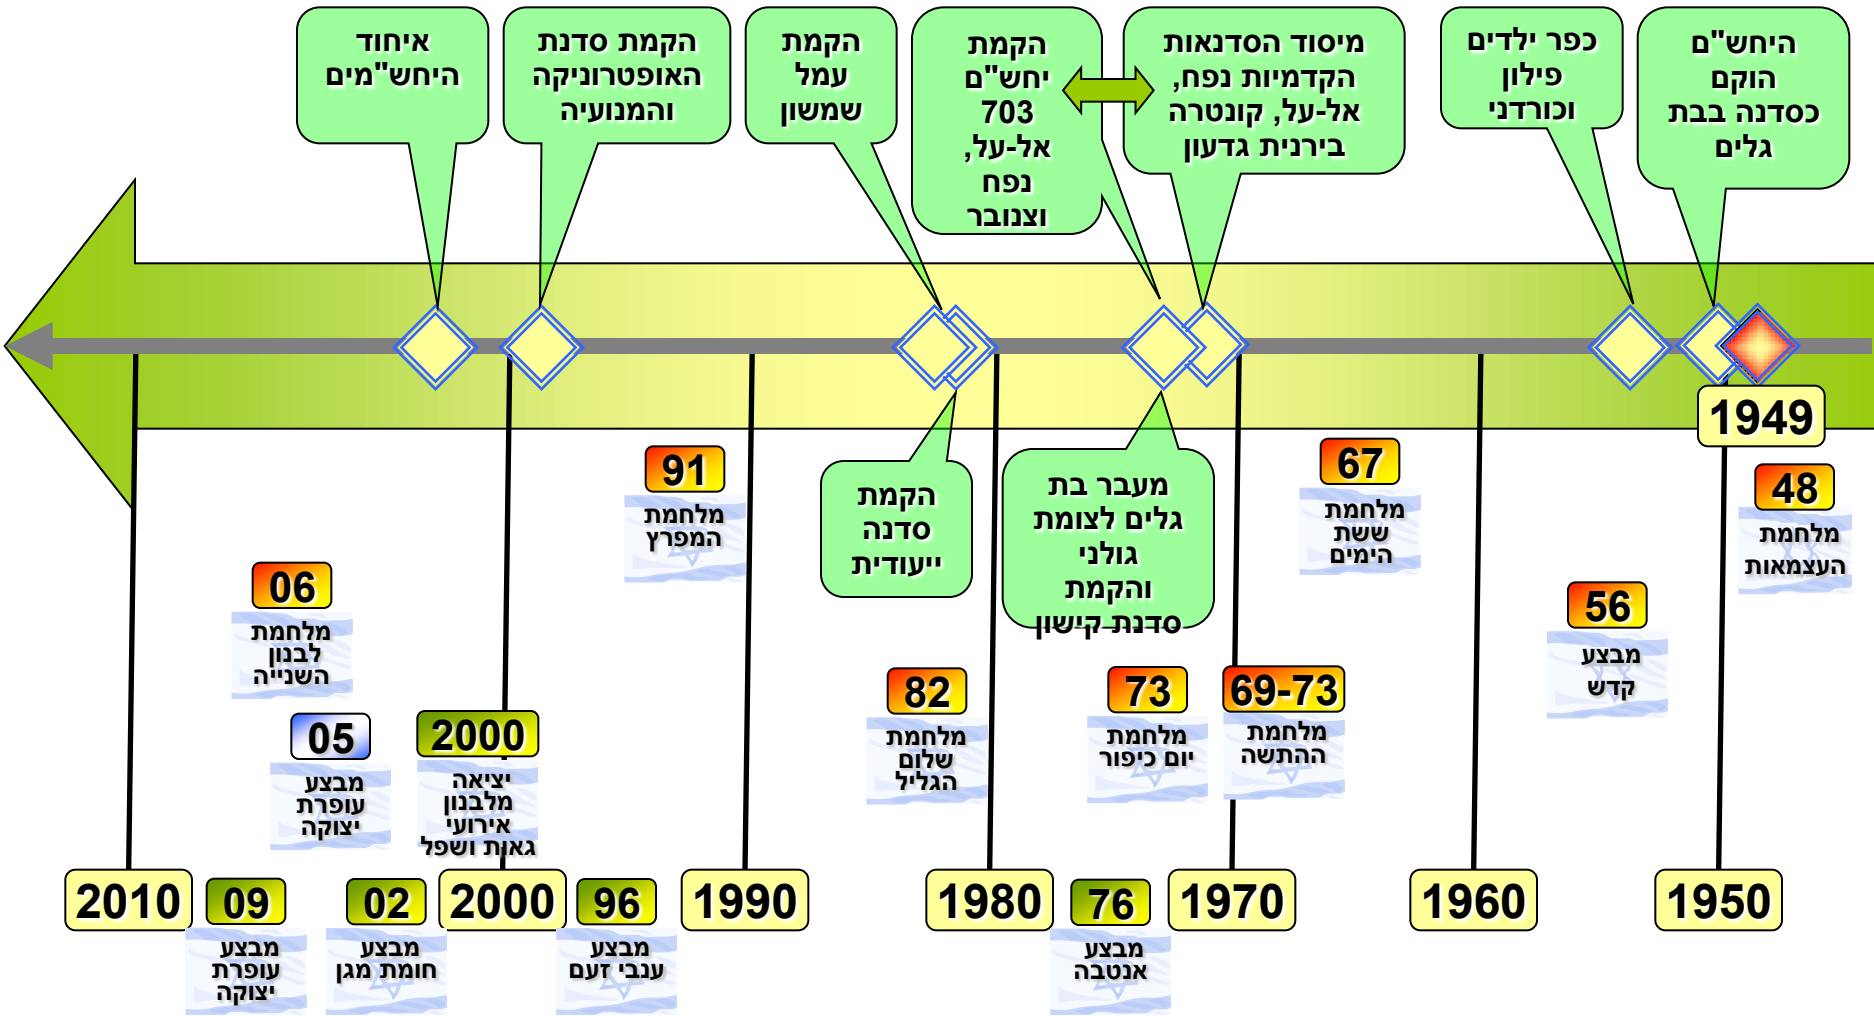 היחש"ם
הוקם
כסדנה בבת
גלים
כפר ילדים
פילון
וכורדני
מיסוד הסדנאות
הקדמיות נפח,
אל-על, קונטרה
בירנית גדעון
הקמת
יחש"ם
703
אל-על,
נפח
וצנובר
הקמת
עמל
שמשון
הקמת סדנת
האופטרוניקה
והמנועיה
איחוד
היחש"מים
1949
48
מלחמת
העצמאות
67
מלחמת
ששת
הימים
56
מבצע
קדש
מעבר בת
גלים לצומת
גולני
והקמת
סדנת קישון
הקמת
סדנה
ייעודית
91
מלחמת
המפרץ
06
מלחמת
לבנון
השנייה
69-73
מלחמת
ההתשה
73
מלחמת
יום כיפור
82
מלחמת
שלום
הגליל
2000
יציאה
מלבנון
אירועי
גאות ושפל
05
מבצע
עופרת
יצוקה
1950
1960
1970
76
מבצע
אנטבה
1980
1990
96
מבצע
ענבי זעם
2000
02
מבצע
חומת מגן
09
מבצע
עופרת
יצוקה
2010